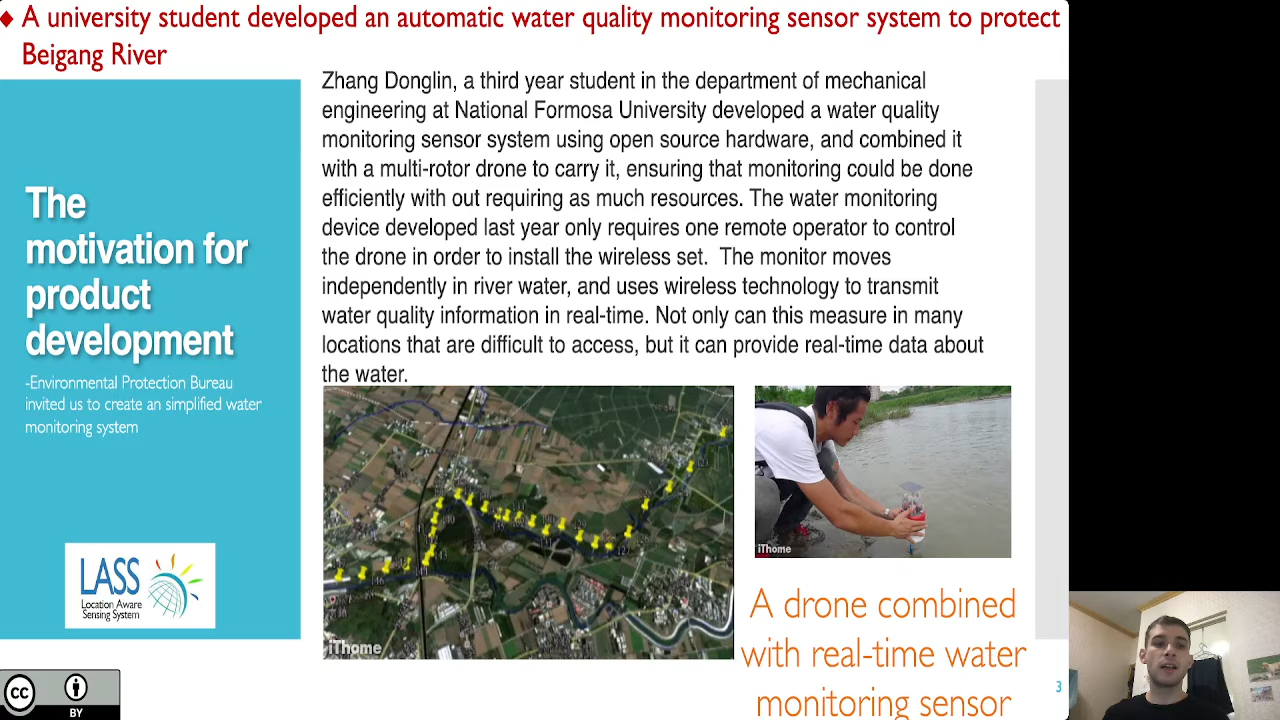 ♦ A university student developed an automatic water quality monitoring sensor system to protect
Beigang River
The
motivation for
product
development
-Environmental Protection Bureau
invited us to create an simplified water
monitoring system
LASS
Location Aware
Sensing System
Zhang Donglin, a third year student in the department of mechanical
engineering at National Formosa University developed a water quality
monitoring sensor system using open source hardware, and combined it
with a multi-rotor drone to carry it, ensuring that monitoring could be done
efficiently with out requiring as much resources. The water monitoring
device developed last year only requires one remote operator to control
the drone in order to install the wireless set.  The monitor moves
independently in river water, and uses wireless technology to transmit
water quality information in real-time. Not only can this measure in many
locations that are difficult to access, but it can provide real-time data about
the water.
iThome
iThome
A drone combined
with real-time water
monitoring sensor
3
cc
BY